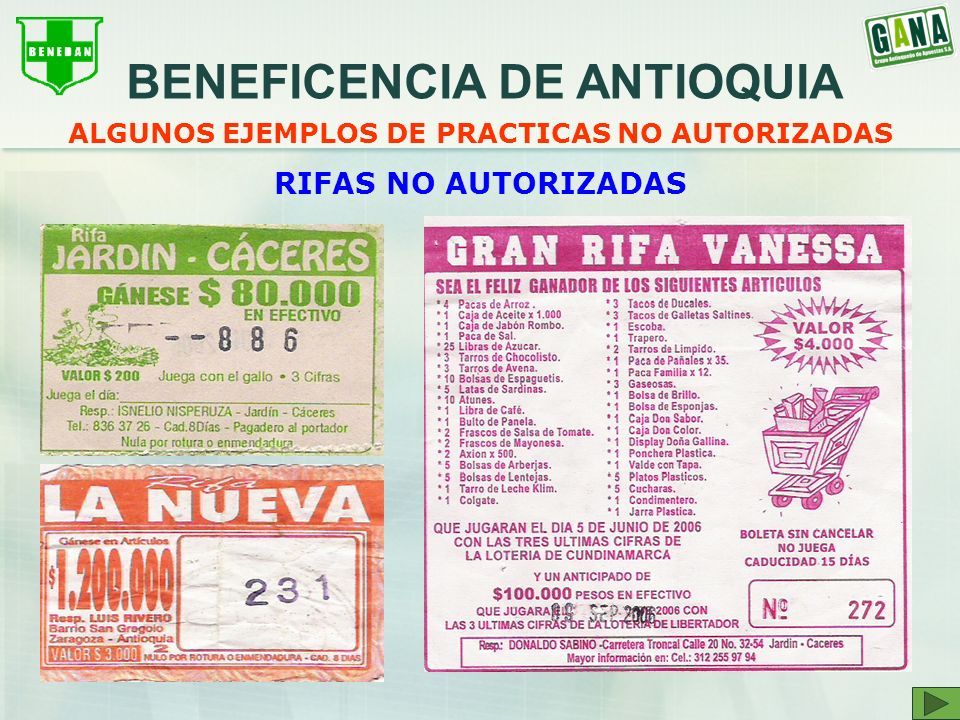 BENEDAN
GANA
Grupo Antioqueño de Apuestas S.A.
BENEFICENCIA DE ANTIOQUIA
ALGUNOS EJEMPLOS DE PRACTICAS NO AUTORIZADAS
RIFAS NO AUTORIZADAS
Rifa
JARDIN - CÁCERES
GÁNESE $ 80.000
EN EFECTIVO
--886
VALOR $ 200 Juega con el gallo • 3 Cifras
Juega el día:
Resp.: ISNELIO NISPERUZA - Jardín - Cáceres
Tel.: 836 37 26 - Cad.8Días - Pagadero al portador
Nula por rotura o enmendadura
Rifa
LA NUEVA
Gánese en Artículos
$1.200.000
231
Resp. LUIS RIVERO
Barrio San Gregoio
Zaragoza - Antioquia
VALOR $ 3.000 NULO POR ROTURA O ENMENDADURA - CAD. 8 DIAS
GRAN RIFA VANESSA
SEA EL FELIZ GANADOR DE LOS SIGUIENTES ARTICULOS
* 4 Pacas de Arroz .
* 1 Caja de Aceite x 1.000
* 1 Caja de Jabón Rombo.
* 1 Paca de Sal.
* 25 Libras de Azucar.
* 3 Tarros de Chocolisto.
* 3 Tarros de Avena.
* 10 Bolsas de Espaguetis.
* 5 Latas de Sardinas.
* 10 Atunes.
* 1 Libra de Café.
* 1 Bulto de Panela.
* 2 Frascos de Salsa de Tomate.
* 2 Frascos de Mayonesa.
* 2 Axion x 500.
* 5 Bolsas de Arberjas.
* 5 Bolsas de Lentejas.
* 1 Tarro de Leche Klim.
* 1 Colgate.
* 3 Tacos de Ducales.
* 3 Tacos de Galletas Saltines.
* 1 Escoba.
* 1 Trapero.
* 2 Tarros de Limpido.
* 1 Paca de Pañales x 35.
* 1 Paca Familia x 12.
* 3 Gaseosas.
* 1 Bolsa de Brillo.
* 1 Bolsa de Esponjas.
* 1 Caja Don Sabor.
* 1 Caja Don Color.
* 1 Display Doña Gallina.
* 1 Ponchera Plastica.
* 1 Valde con Tapa.
* 5 Platos Plasticos.
* 5 Cucharas.
* 1 Condimentero.
* 1 Jarra Plastica.
VALOR
$4.000
QUE JUGARAN EL DIA 5 DE JUNIO DE 2006
CON LAS TRES ULTIMAS CIFRAS DE
LA LOTERIA DE CUNDINAMARCA
BOLETA SIN CANCELAR
NO JUEGA
CADUCIDAD 15 DÍAS
Y UN ANTICIPADO DE
$100.000 PESOS EN EFECTIVO
QUE JUGARA EL SEP 2006 2006 CON
LAS 3 ULTIMAS CIFRAS DE LA LOTERIA DE LIBERTADOR
Nº 272
Resp.: DONALDO SABINO -Carretera Troncal Calle 20 No. 32-54 Jardin - Caceres
Mayor información en: Cel.: 312 255 97 94